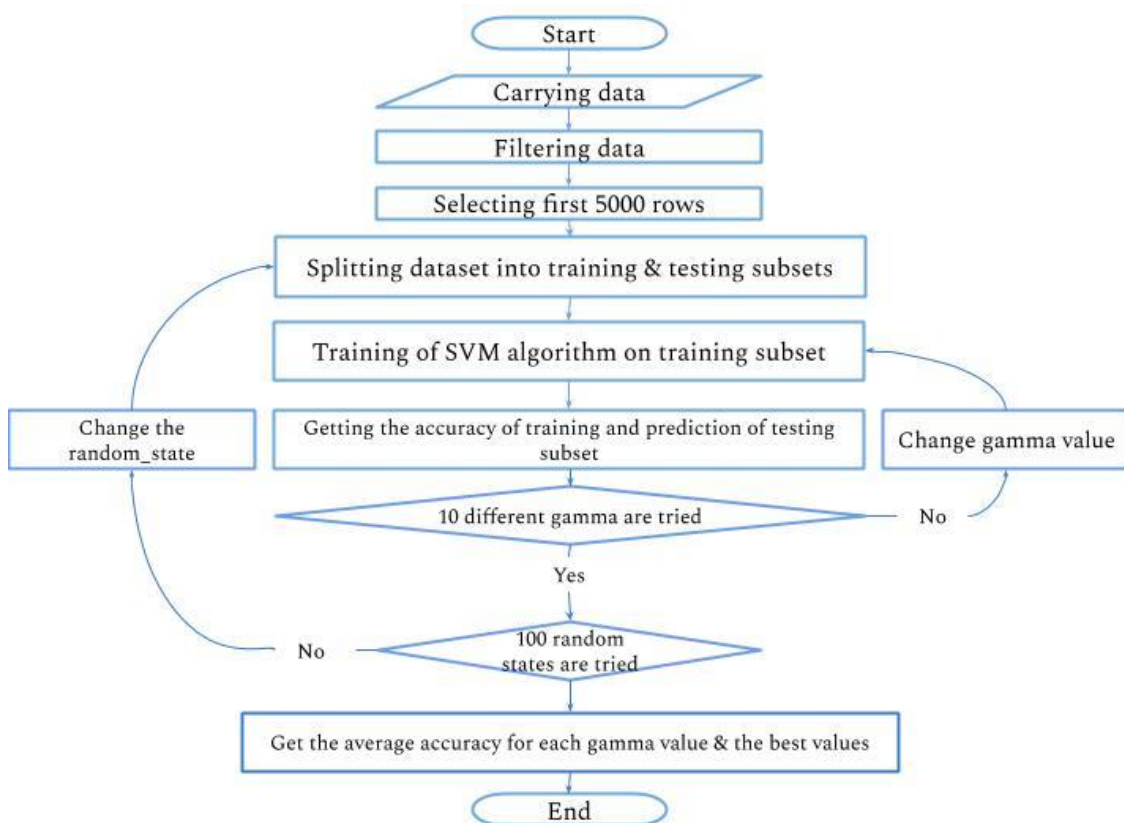 Start
Carrying data
Filtering data
Selecting first 5000 rows
Splitting dataset into training & testing subsets
Training of SVM algorithm on training subset
Change the
random_state
Getting the accuracy of training and prediction of testing
subset
Change gamma value
10 different gamma are tried
No
Yes
No
100 random
states are tried
Get the average accuracy for each gamma value & the best values
End